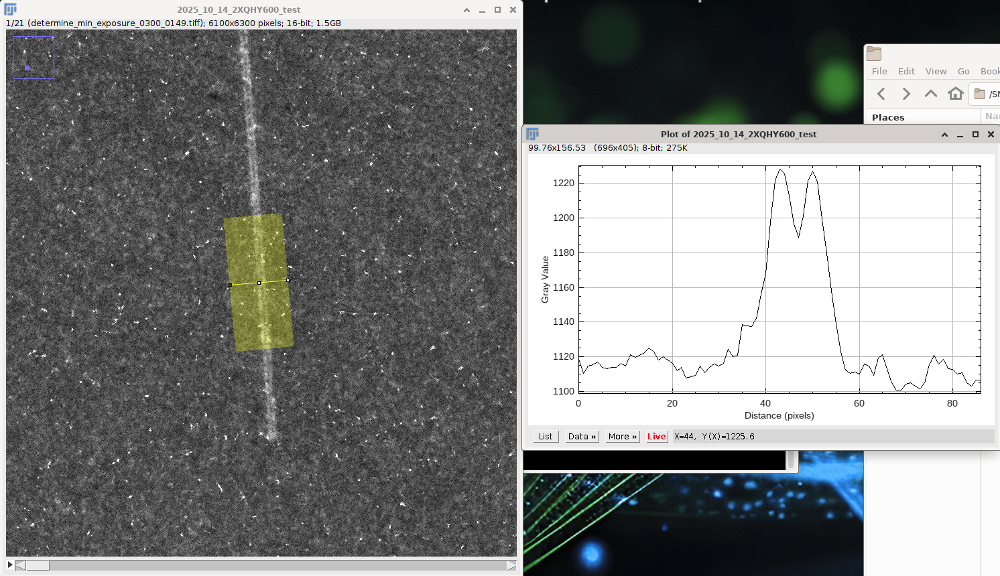 2025_10_14_2XQHY600_test
1/21 (determine_min_exposure_0300_0149.tiff); 6100x6300 pixels; 16-bit; 1.5GB
File Edit View Go Book
/SN
Places Nar
Plot of 2025_10_14_2XQHY600_test
99.76x156.53 (696x405); 8-bit; 275K
1220
1200
1180
1160
1140
1120
1100
Gray Value
0 20 40 60 80
Distance (pixels)
List Data » More » Live X=44, Y(X)=1225.6